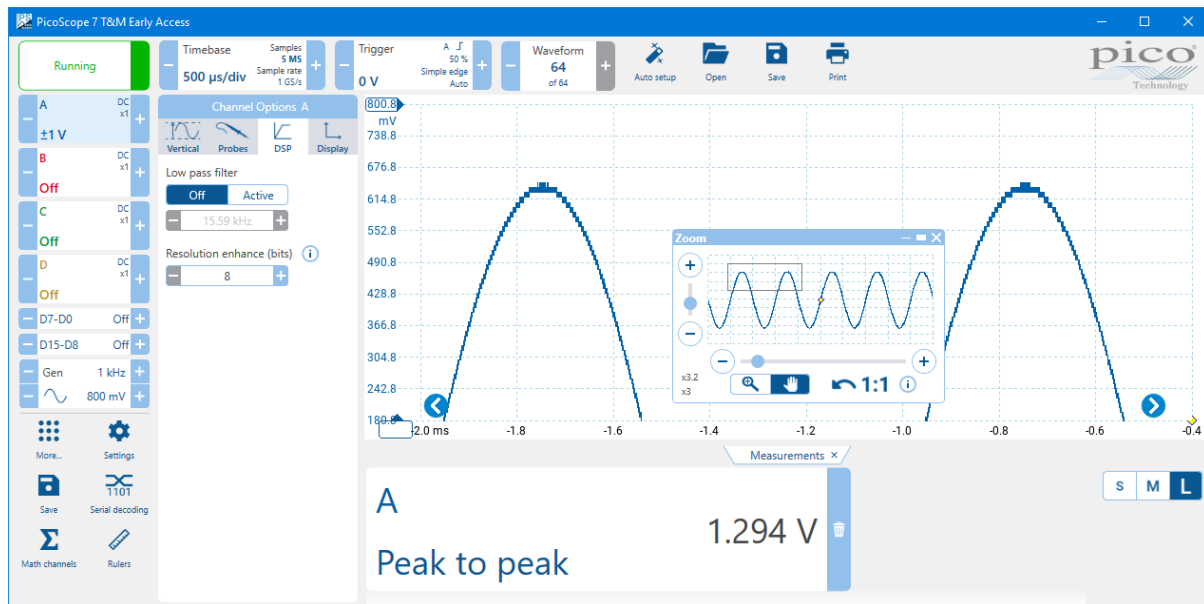 PicoScope 7 T&M Early Access
Running
Timebase
500 µs/div
Samples
5 MS
Sample rate
1 GS/s
Trigger
0 V
A
50 %
Simple edge
Auto
Waveform
64
of 64
Auto setup
Open
Save
Print
pico
Technology
A
DC
x1
±1 V
B
DC
x1
Off
C
DC
x1
Off
D
DC
x1
Off
D7-D0 Off
D15-D8 Off
Gen 1 kHz
800 mV
More...
Settings
Save
1101
Serial decoding
Math channels
Rulers
Channel Options A
Vertical
Probes
DSP
Display
Low pass filter
Off
Active
15.59 kHz
Resolution enhance (bits)
i
8
800.8
mV
738.8
676.8
614.8
552.8
490.8
428.8
366.8
304.8
242.8
180.8
-2.0 ms
-1.8
-1.6
-1.4
-1.2
-1.0
-0.8
-0.6
-0.4
Zoom
x3.2
x3
1:1
i
Measurements ×
A
Peak to peak
1.294 V
S
M
L